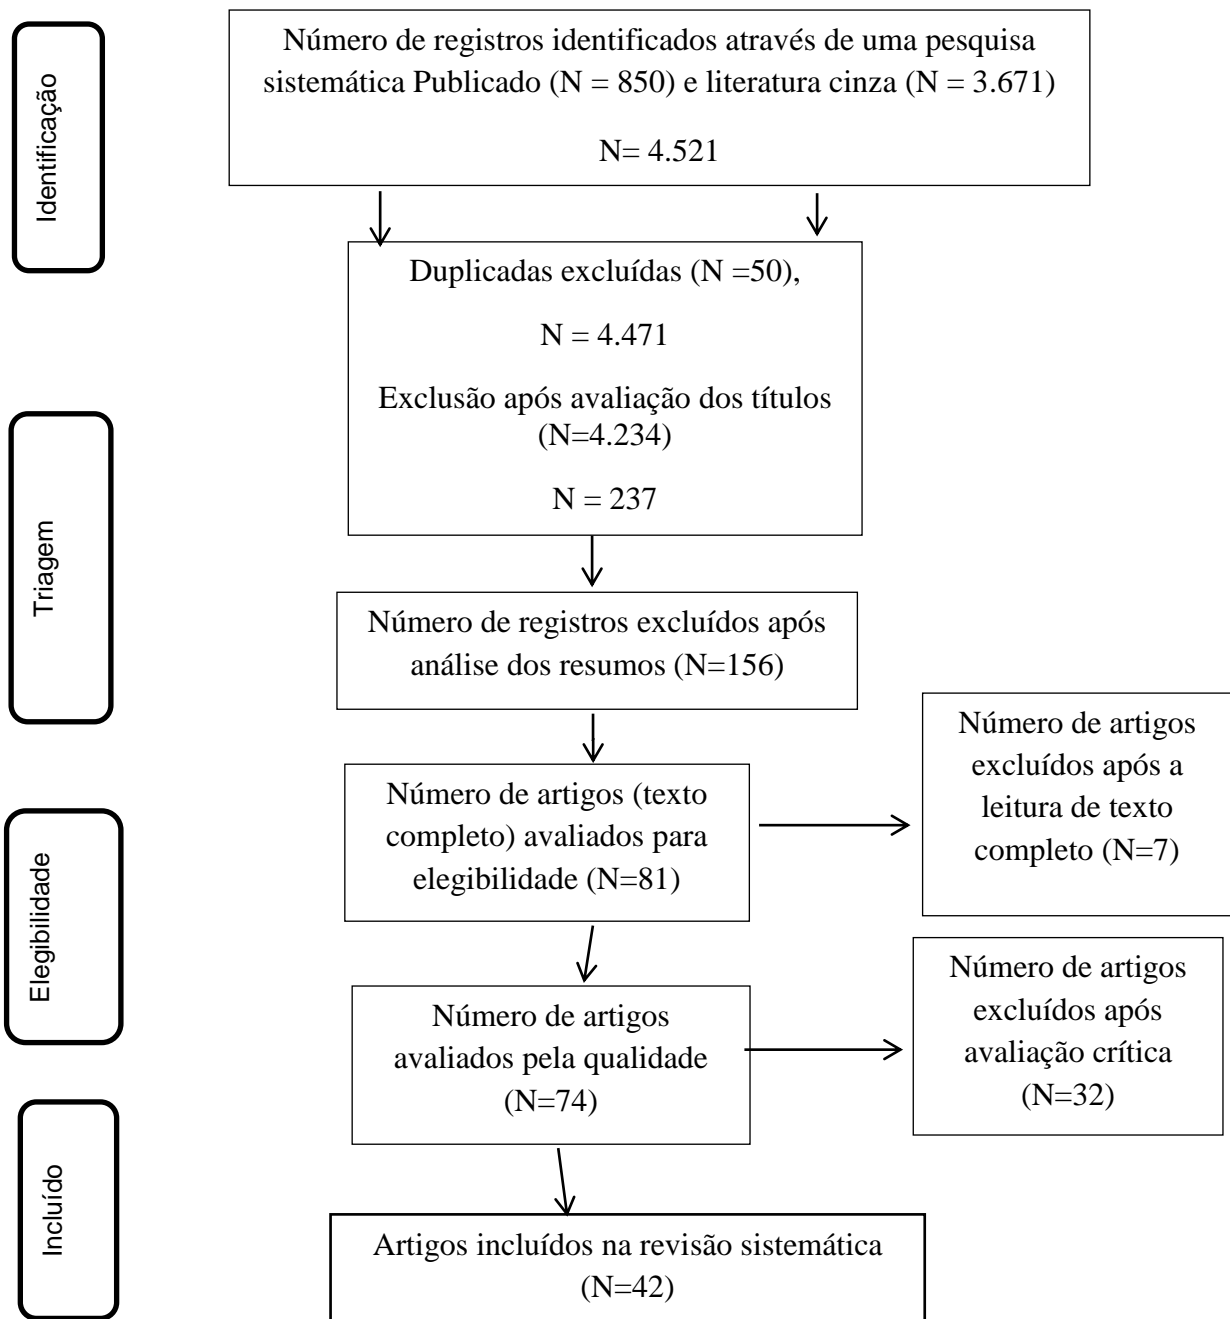 Identificação
Número de registros identificados através de uma pesquisa
sistemática Publicado (N = 850) e literatura cinza (N = 3.671)
N= 4.521
Duplicadas excluídas (N =50),
N = 4.471
Exclusão após avaliação dos títulos
(N=4.234)
N = 237
Triagem
Número de registros excluídos após
análise dos resumos (N=156)
Elegibilidade
Número de artigos (texto
completo) avaliados para
elegibilidade (N=81)
Número de artigos
excluídos após a
leitura de texto
completo (N=7)
Número de artigos
avaliados pela qualidade
(N=74)
Número de artigos
excluídos após
avaliação crítica
(N=32)
Incluído
Artigos incluídos na revisão sistemática
(N=42)